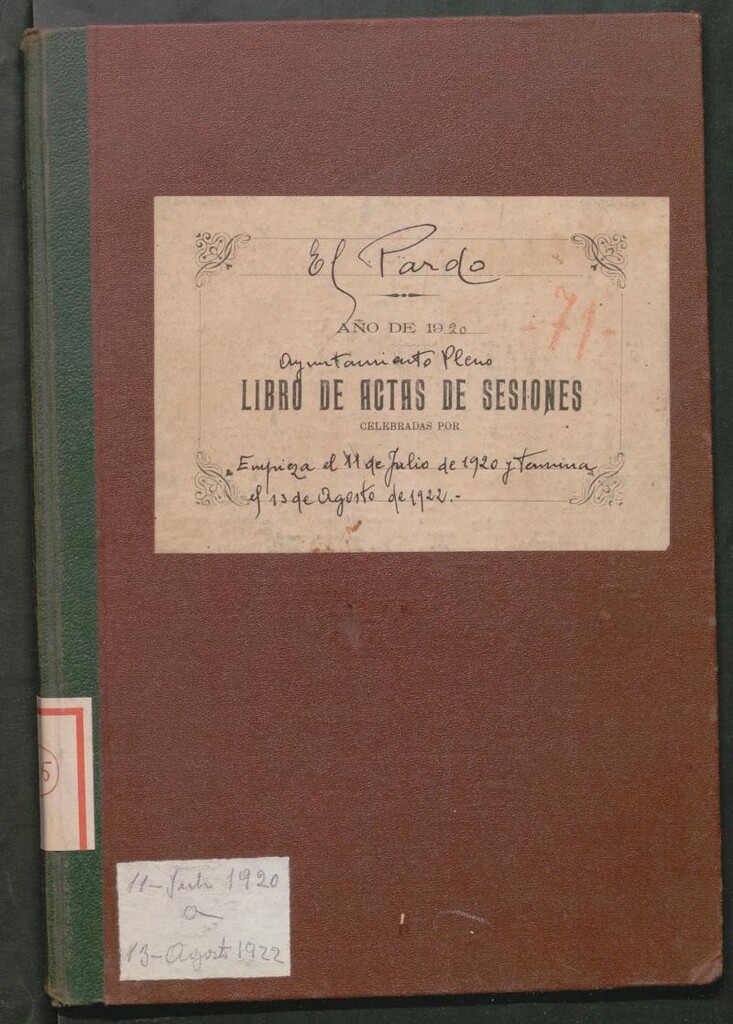 El Pardo
AÑO DE 1920
-71-
Ayuntamiento Pleno
LIBRO DE ACTAS DE SESIONES
CELEBRADAS POR
Empieza el 11 de Julio de 1920 y termina
el 13 de Agosto de 1922.-
5
11-Julio 1920
a
13-Agosto 1922